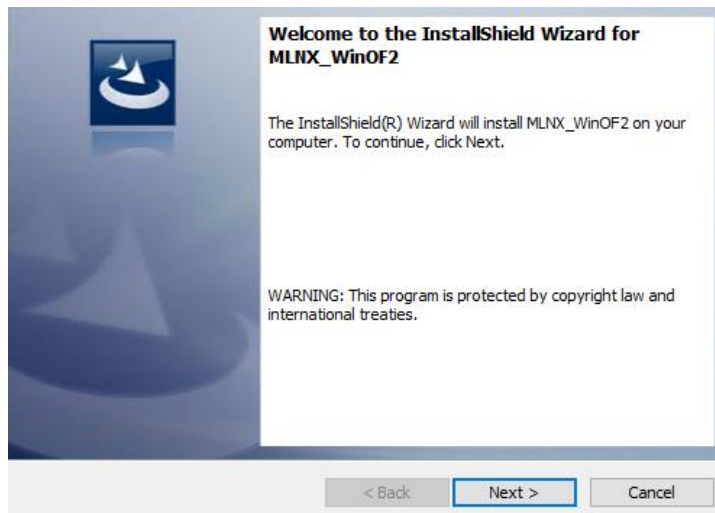 Welcome to the InstallShield Wizard for
MLNX_WinOF2
The InstallShield(R) Wizard will install MLNX_WinOF2 on your
computer. To continue, click Next.
WARNING: This program is protected by copyright law and
international treaties.
< Back
Next >
Cancel